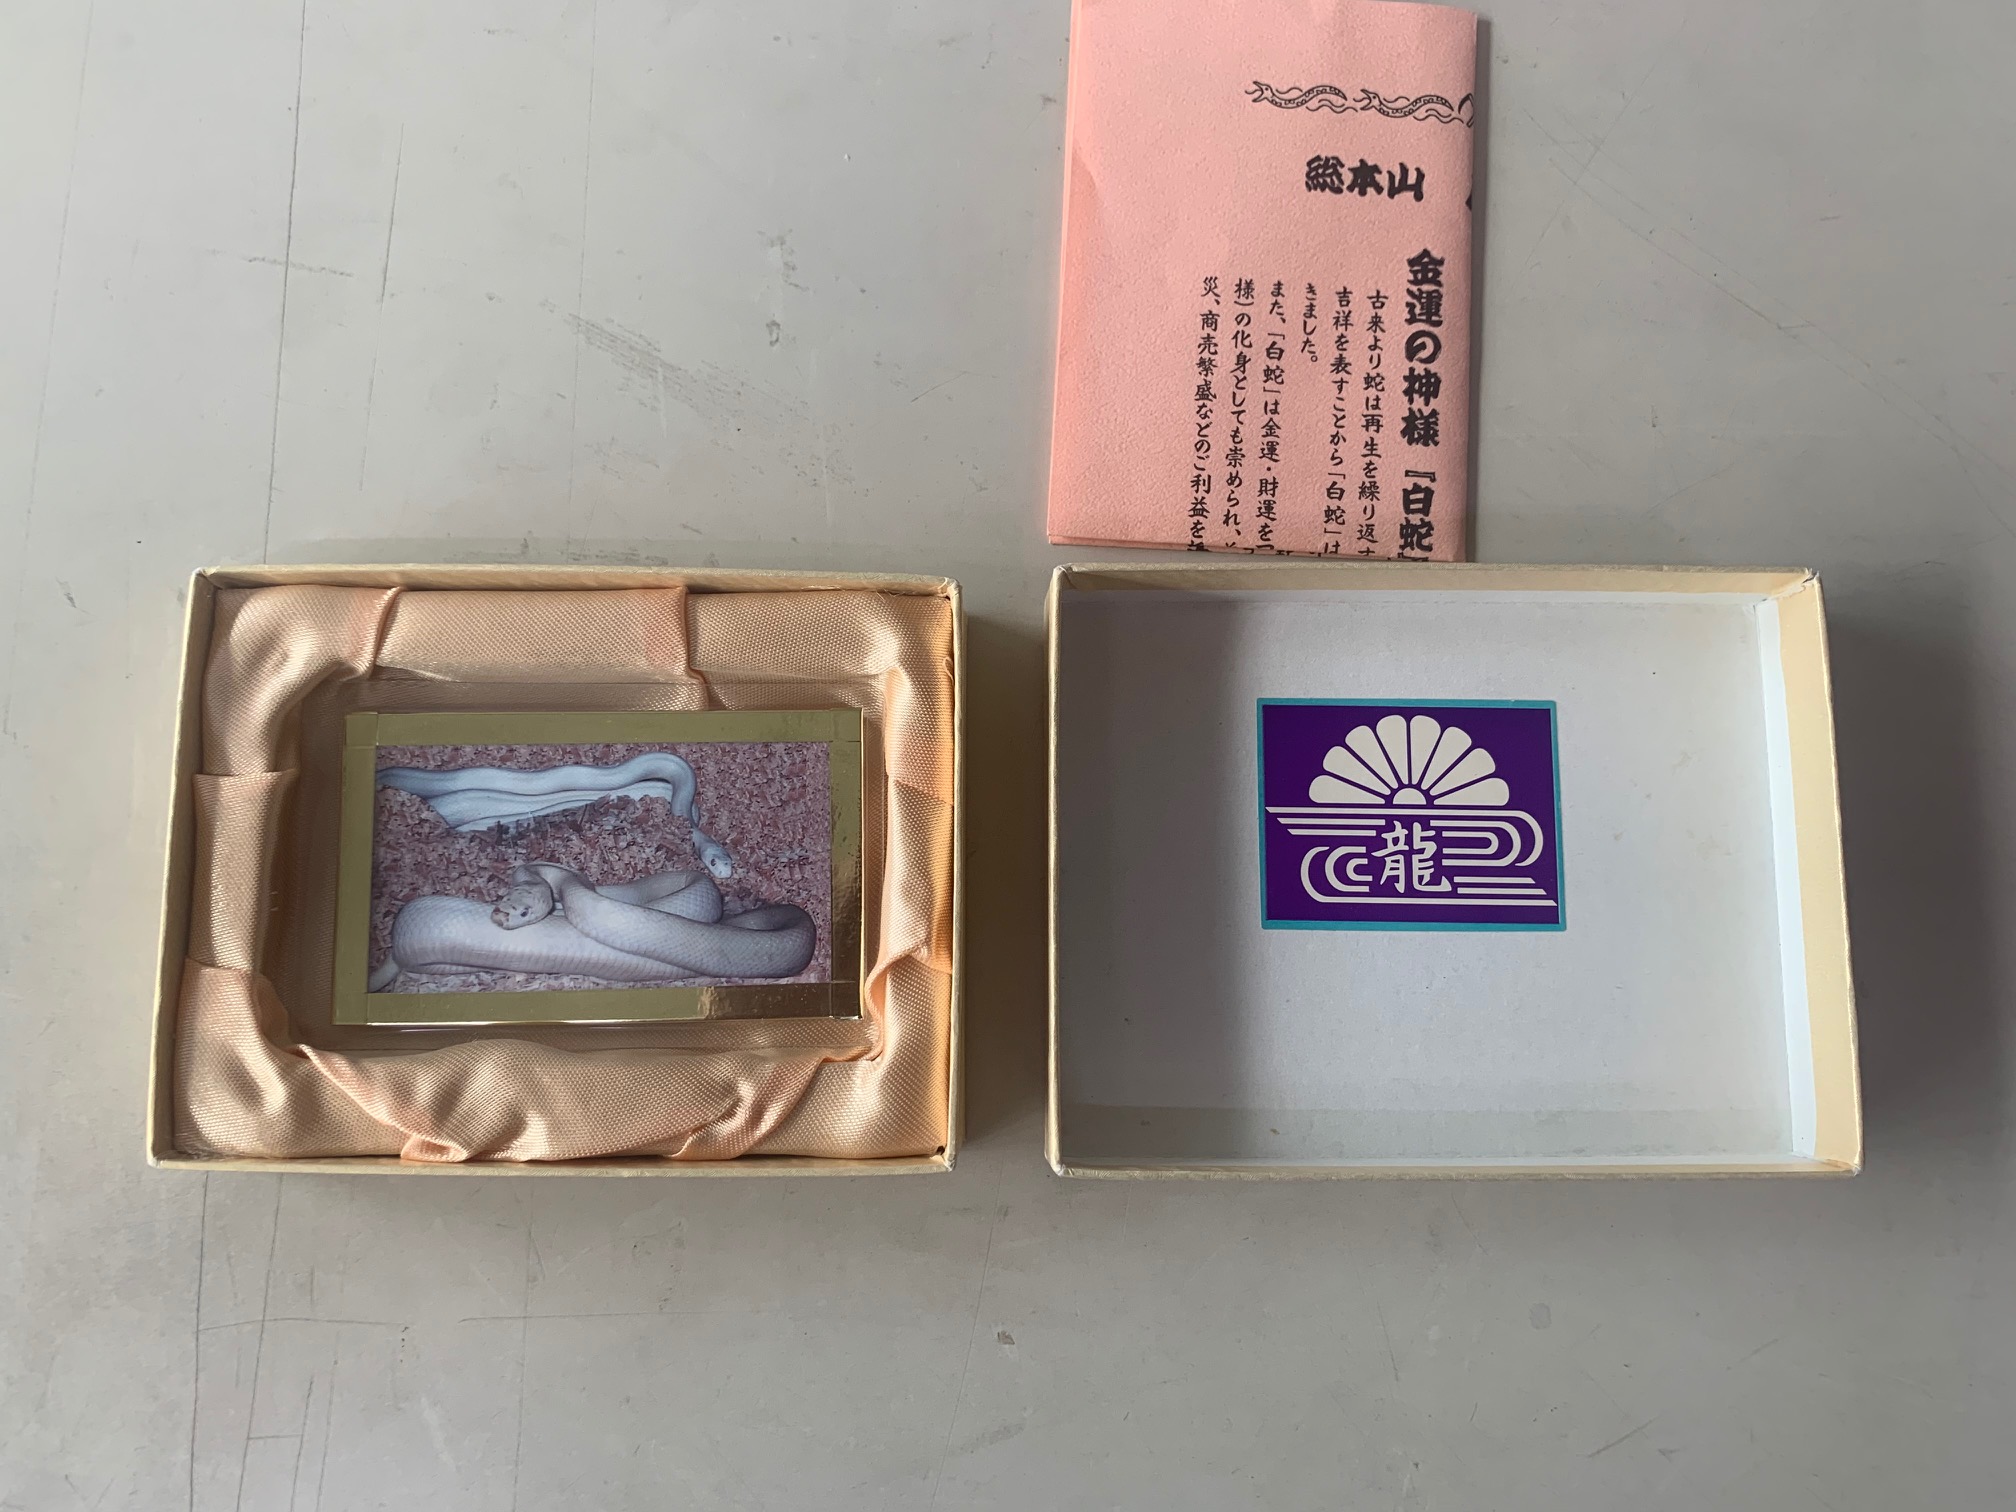 総本山
金運の神様『白蛇』
古来より蛇は再生を繰り返す
吉祥を表すことから「白蛇」は
きました。
また、「白蛇」は金運・財運を
様)の化身としても崇められ、
災、商売繁盛などのご利益を
龍